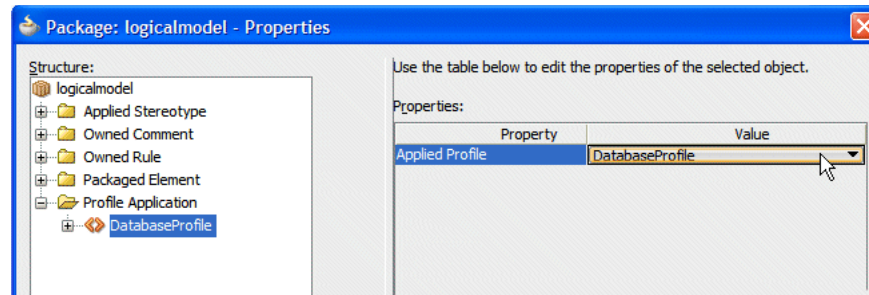 Package: logicalmodel - Properties
Structure:
logicalmodel
Applied Stereotype
Owned Comment
Owned Rule
Packaged Element
Profile Application
DatabaseProfile
Use the table below to edit the properties of the selected object.
Properties:
Property Value
Applied Profile DatabaseProfile